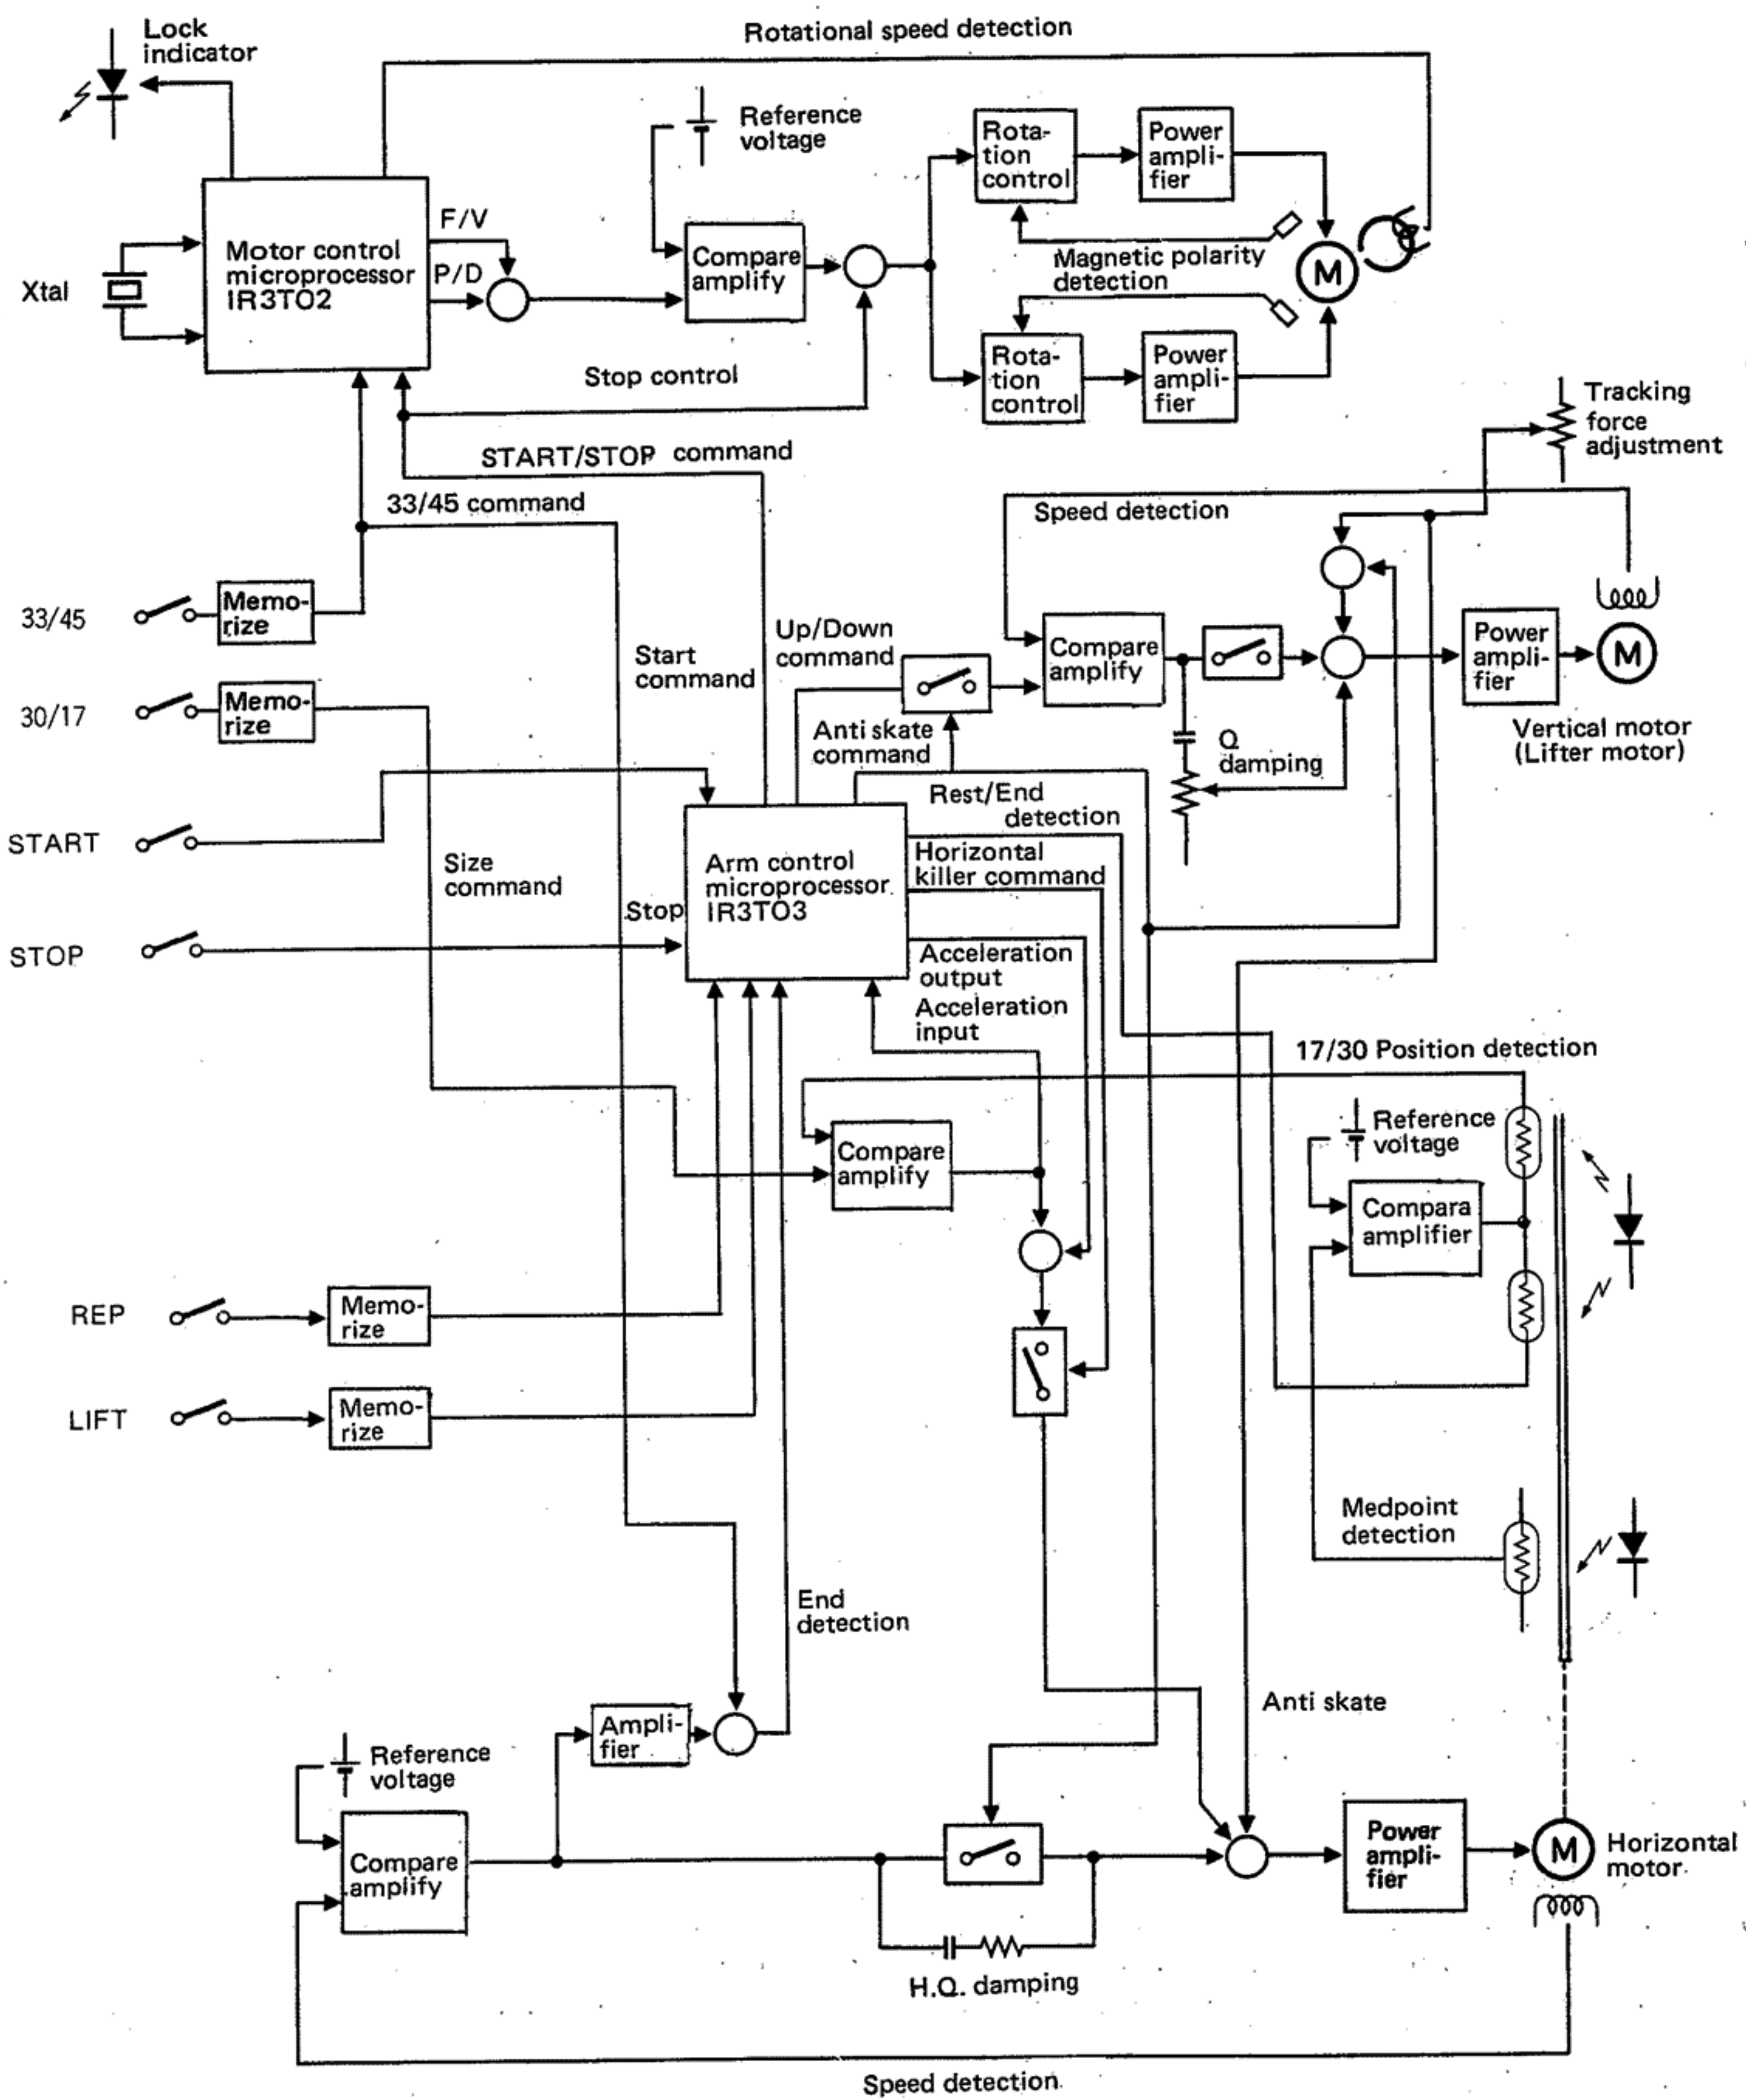 Lock
indicator
Rotational speed detection
Reference
voltage
Rota-
tion
control
Power
ampli-
fier
F/V
Motor control
microprocessor
IR3TO2
P/D
Xtal
Compare
amplify
Magnetic polarity
detection
M
Stop control
Rota-
tion
control
Power
ampli-
fier
Tracking
force
adjustment
START/STOP command
33/45 command
Speed detection
33/45
Memo-
rize
Up/Down
command
Start
command
Compare
amplify
Power
ampli-
fier
M
30/17
Memo-
rize
Anti skate
command
Q
damping
Vertical motor
(Lifter motor)
Rest/End
detection
START
Size
command
Arm control
microprocessor
IR3TO3
Horizontal
killer command
Stop
STOP
Acceleration
output
Acceleration
input
17/30 Position detection
Reference
voltage
Compare
amplify
Compara
amplifier
REP
Memo-
rize
LIFT
Memo-
rize
Medpoint
detection
End
detection
Anti skate
Ampli-
fier
Reference
voltage
Compare
amplify
Power
ampli-
fier
M
Horizontal
motor
H.Q. damping
Speed detection